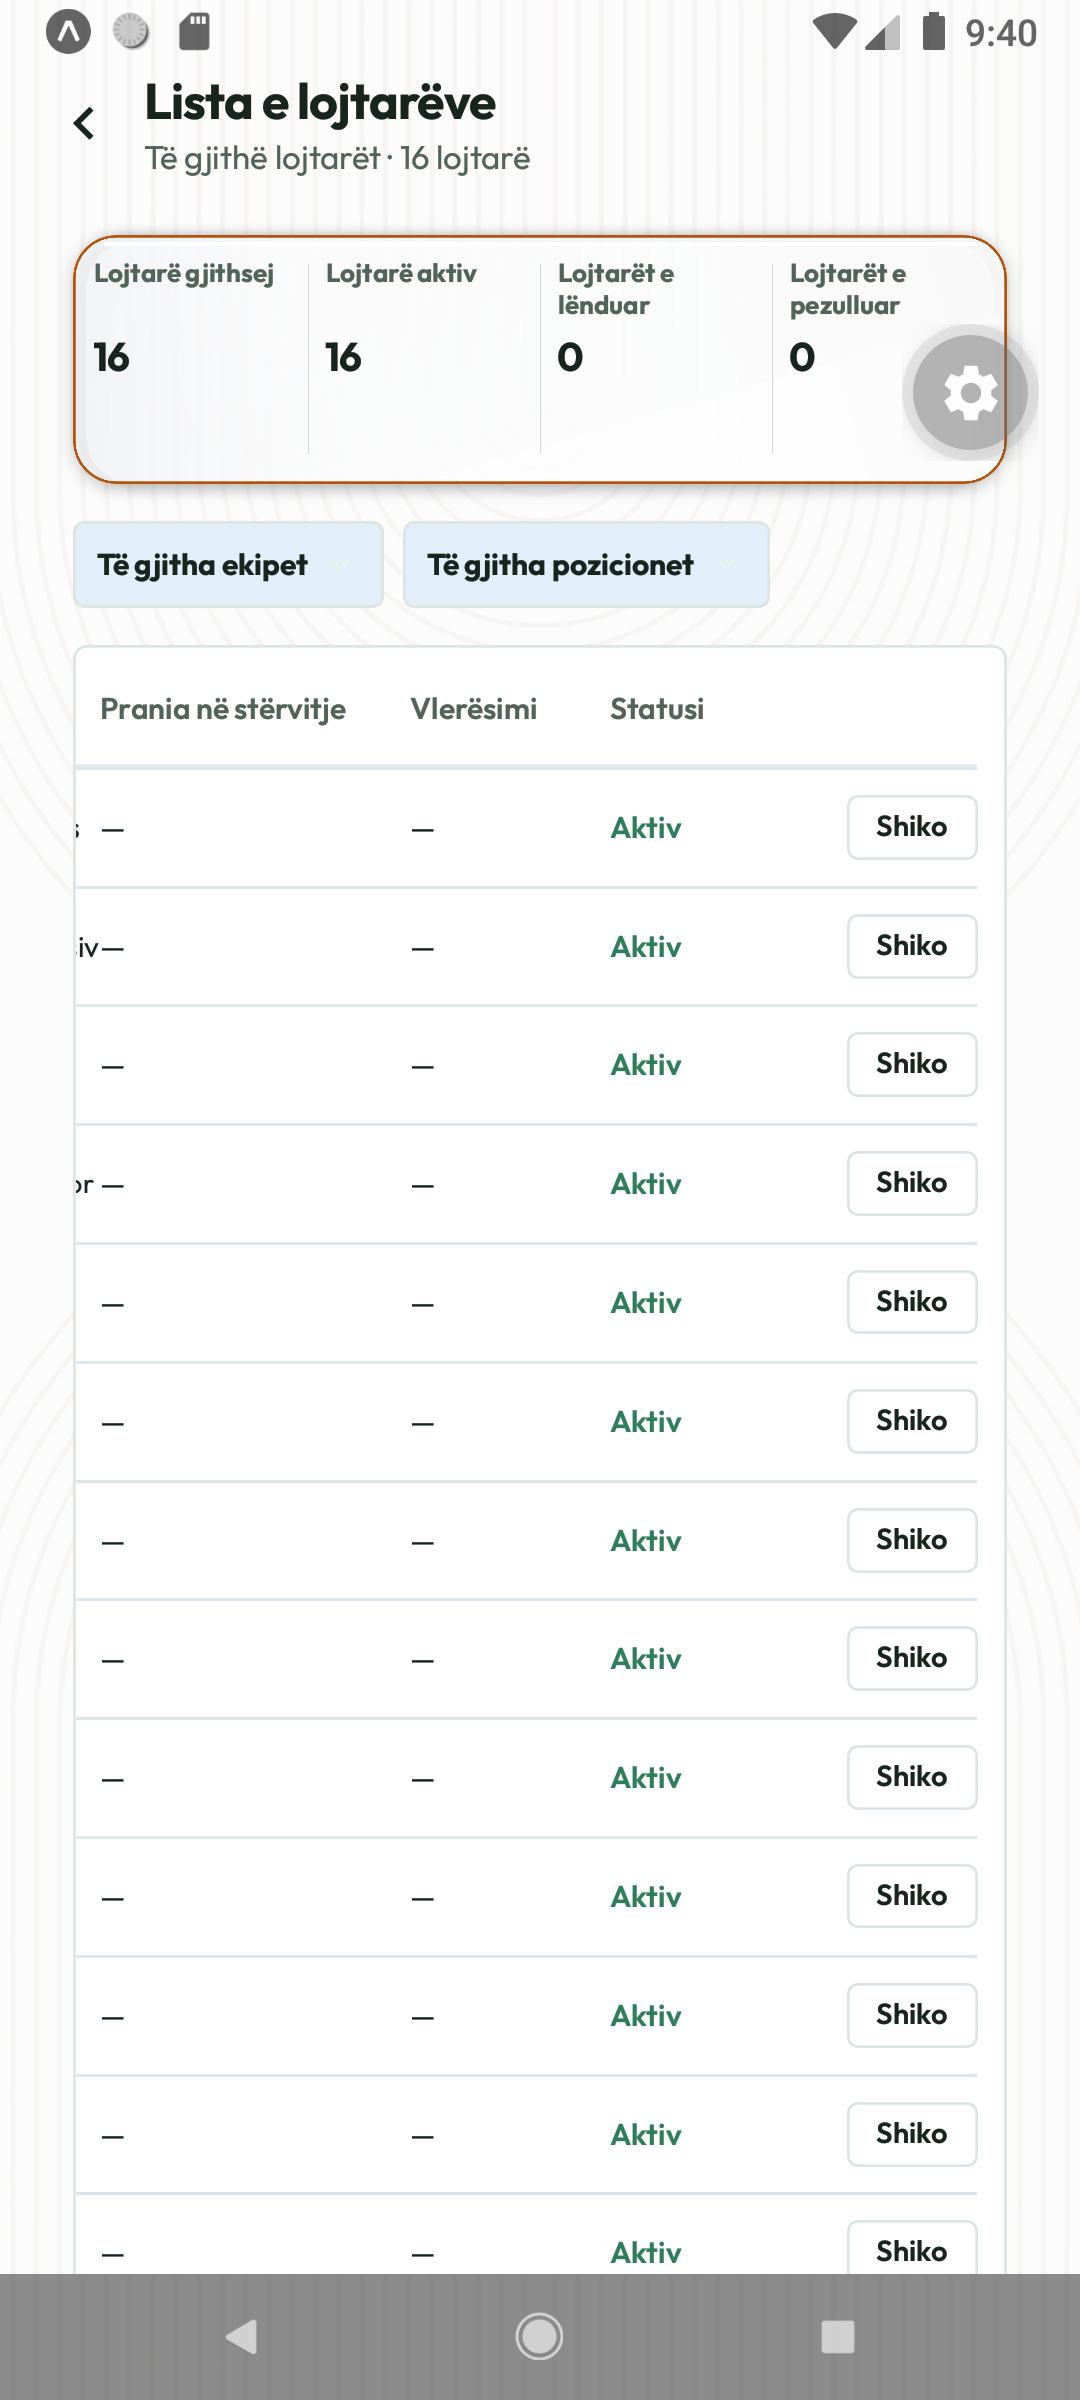 9:40
Lista e lojtarëve
Të gjithë lojtarët · 16 lojtarë
Lojtarë gjithsej
16
Lojtarë aktiv
16
Lojtarët e
lënduar
0
Lojtarët e
pezulluar
0
Të gjitha ekipet
Të gjitha pozicionet
Prania në stërvitje Vlerësimi Statusi
— — Aktiv Shiko
— — Aktiv Shiko
— — Aktiv Shiko
— — Aktiv Shiko
— — Aktiv Shiko
— — Aktiv Shiko
— — Aktiv Shiko
— — Aktiv Shiko
— — Aktiv Shiko
— — Aktiv Shiko
— — Aktiv Shiko
— — Aktiv Shiko
— — Aktiv Shiko